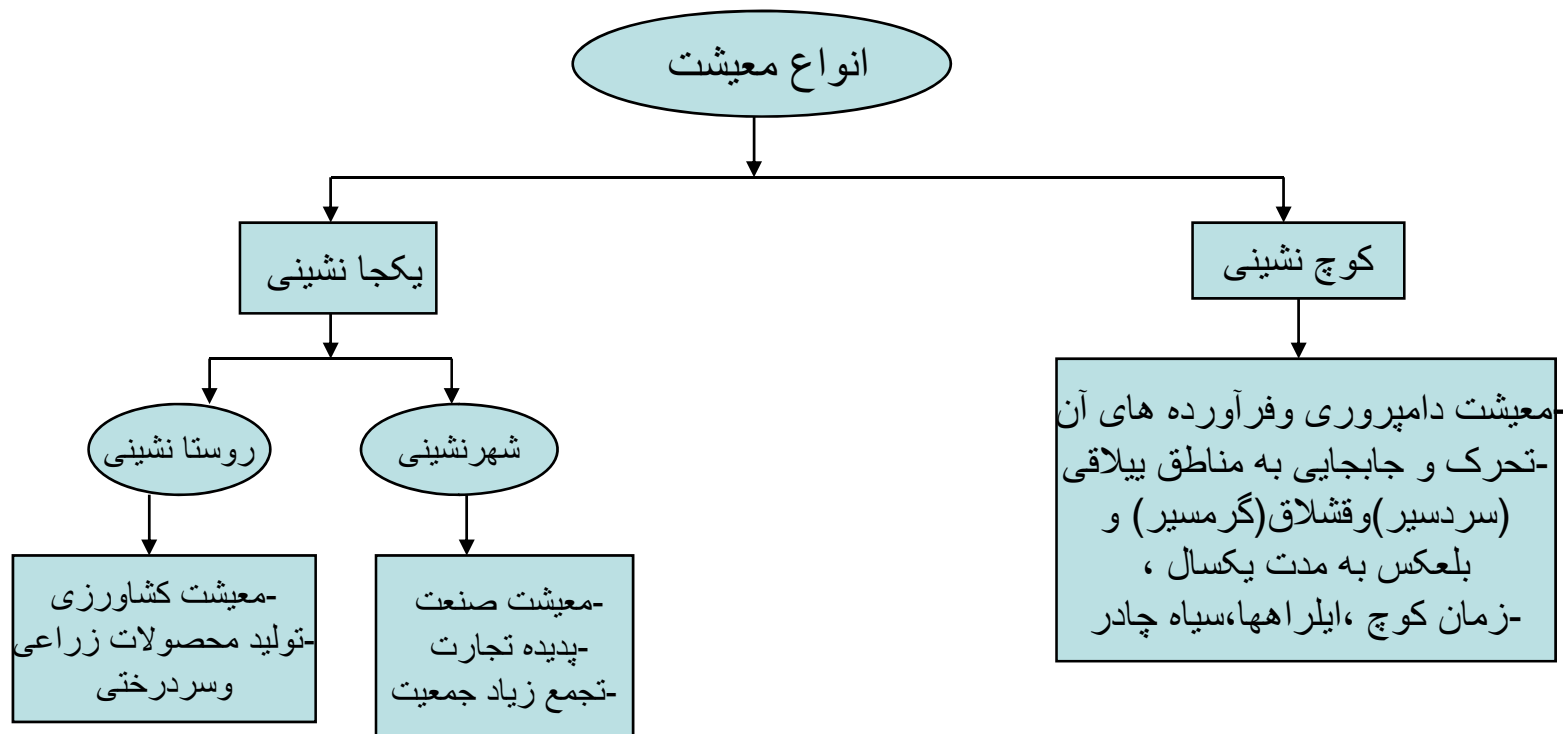 انواع معیشت
کوچ نشینی
یکجا نشینی
-معیشت دامپروری وفرآورده های آن
-تحرک و جابجایی به مناطق ییلاقی
(سردسیر)وقشلاق(گرمسیر) و
بلعکس به مدت یکسال ،
-زمان کوچ ،ایلراهها،سیاه چادر
شهرنشینی
روستا نشینی
-معیشت صنعت
-پدیده تجارت
-تجمع زیاد جمعیت
-معیشت کشاورزی
-تولید محصولات زراعی
وسردرختی